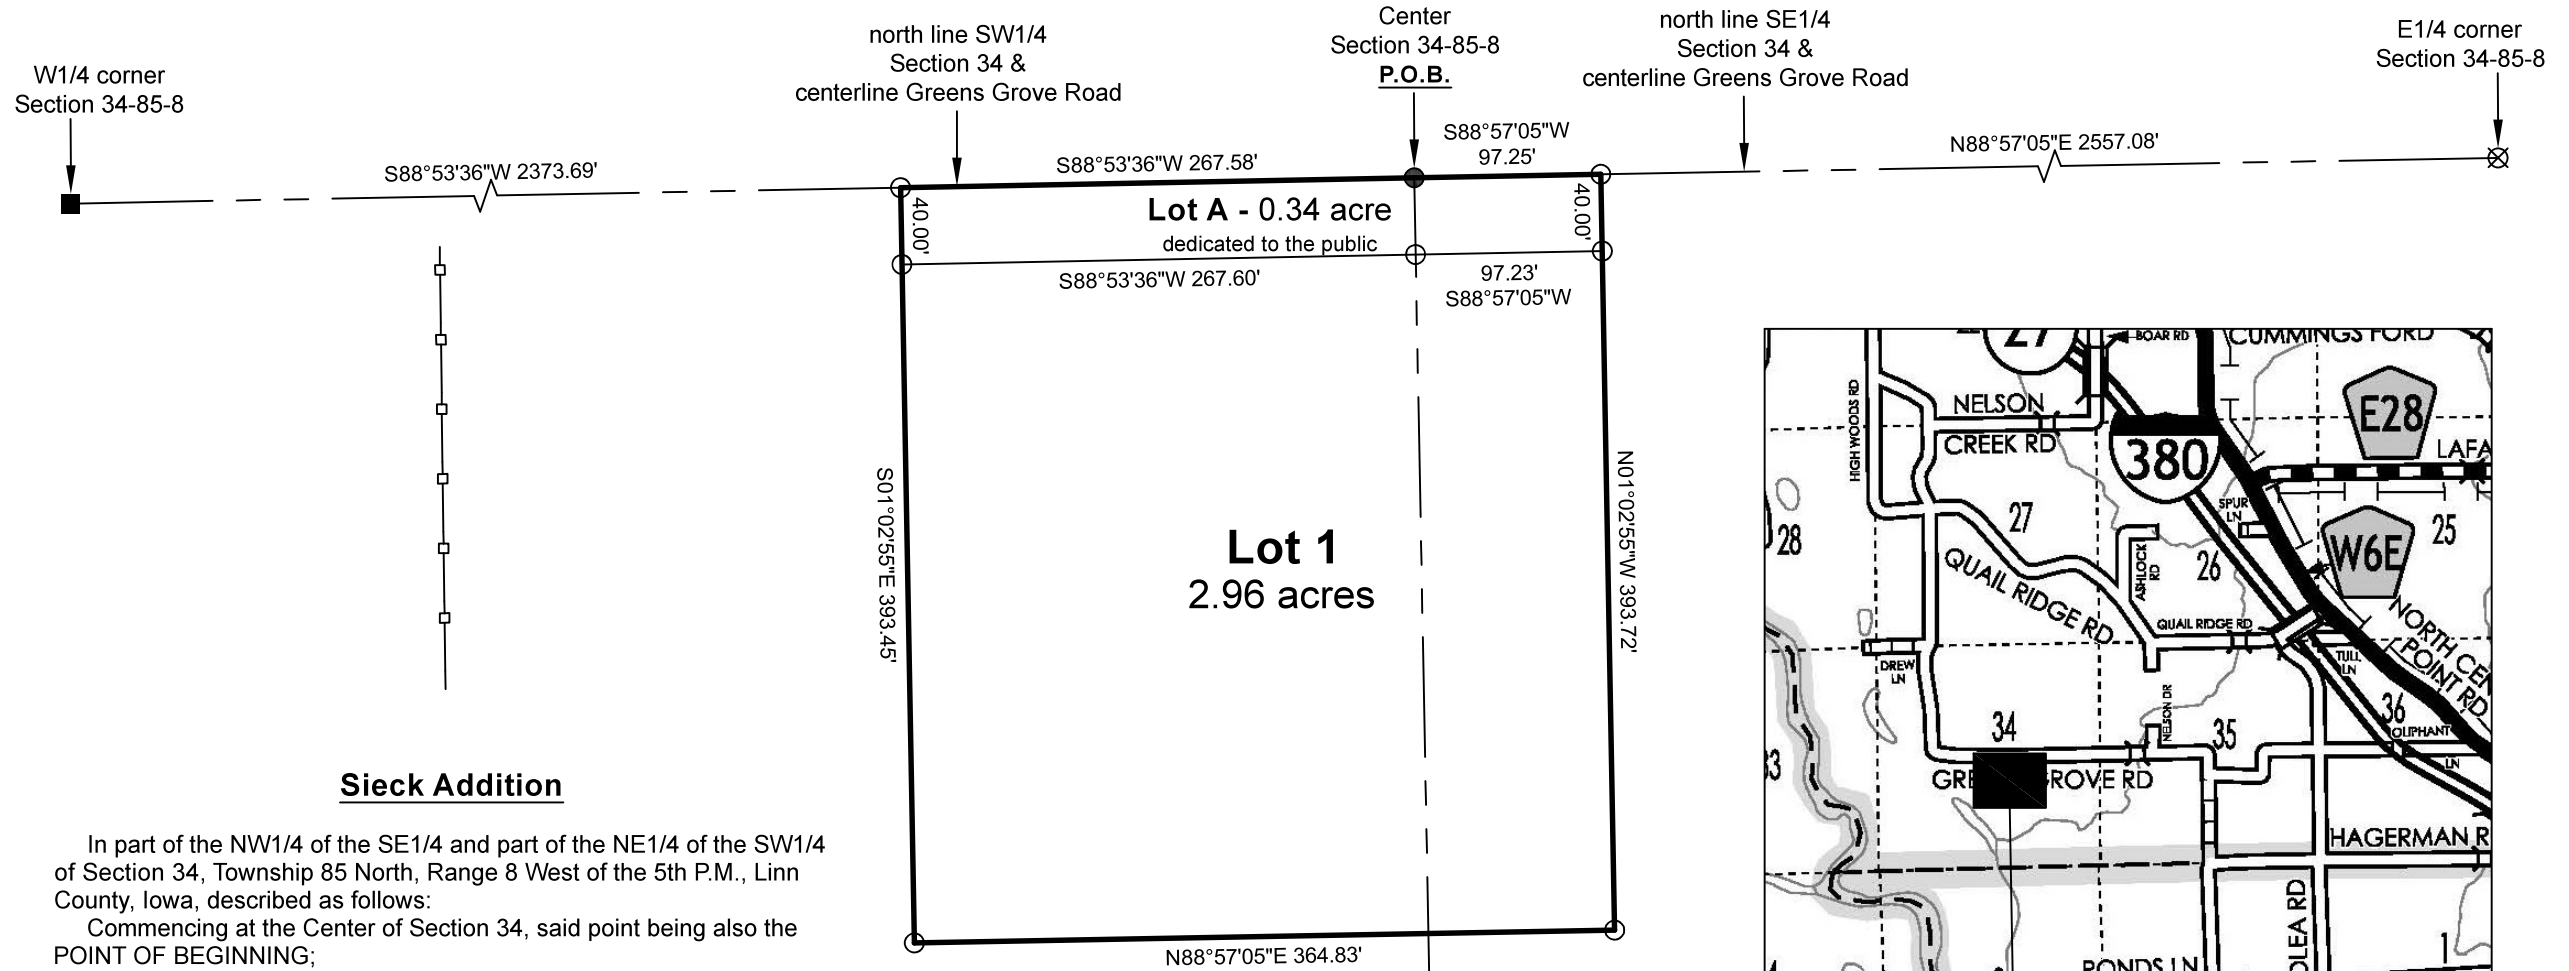 W1/4 corner
Section 34-85-8
north line SW1/4
Section 34 &
centerline Greens Grove Road
Center
Section 34-85-8
P.O.B.
north line SE1/4
Section 34 &
centerline Greens Grove Road
E1/4 corner
Section 34-85-8
S88°53'36"W 2373.69'
S88°53'36"W 267.58'
S88°57'05"W
97.25'
N88°57'05"E 2557.08'
40.00'
Lot A - 0.34 acre
dedicated to the public
40.00'
S88°53'36"W 267.60'
97.23'
S88°57'05"W
S01°02'55"E 393.45'
Lot 1
2.96 acres
N01°02'55"W 393.72'
N88°57'05"E 364.83'
Sieck Addition
In part of the NW1/4 of the SE1/4 and part of the NE1/4 of the SW1/4
of Section 34, Township 85 North, Range 8 West of the 5th P.M., Linn
County, Iowa, described as follows:
Commencing at the Center of Section 34, said point being also the
POINT OF BEGINNING;
27
BOAR RD
CUMMINGS FORD
HIGH WOODS RD
NELSON
CREEK RD
380
E28
LAFA
28
27
SPUR
LN
W6E
25
QUAIL RIDGE RD
ASHLOCK
RD
26
QUAIL RIDGE RD
NORTH CEN
POINT RD
DREW
LN
TULL
LN
NELSON DR
34
35
36
OLIPHANT
LN
33
GRE
ROVE RD
HAGERMAN R
OLEA RD
PONDS LN
1